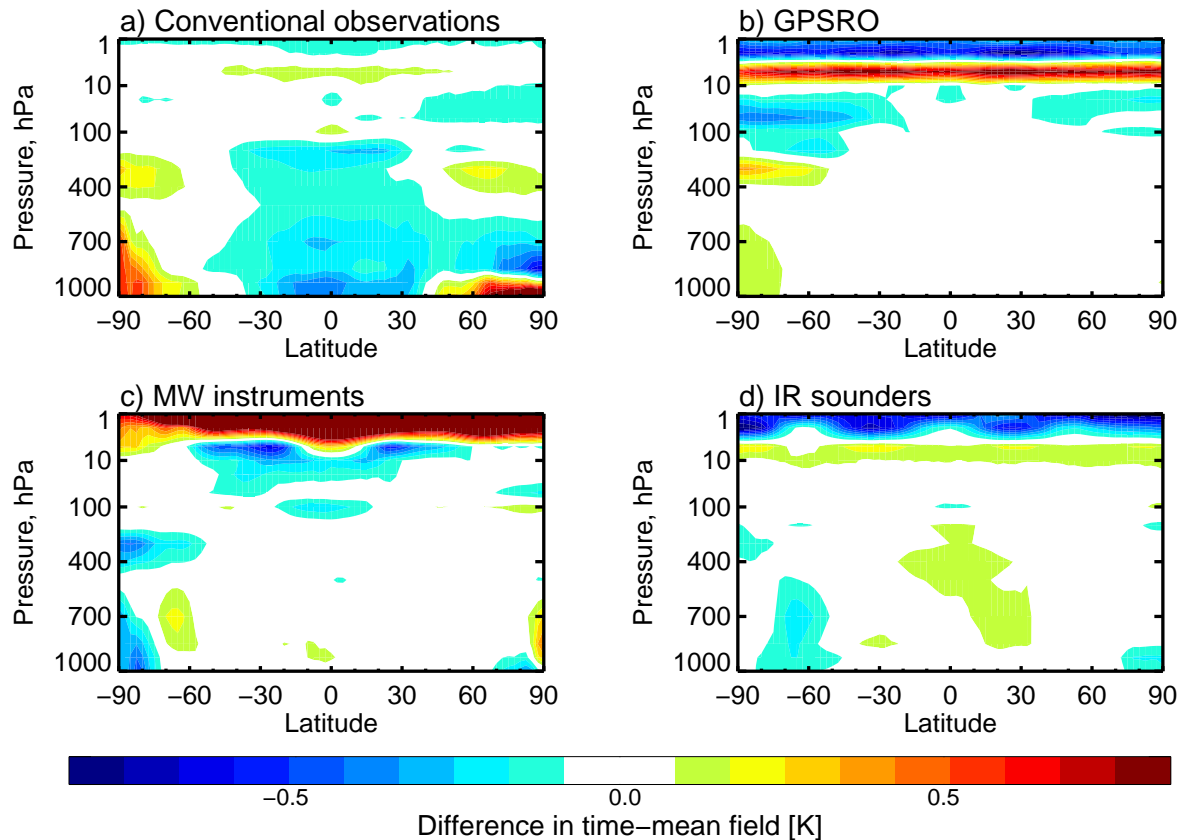 a) Conventional observations
1
10
100
400
700
1000
Pressure, hPa
−90 −60 −30 0 30 60 90
Latitude
b) GPSRO
1
10
100
400
700
1000
Pressure, hPa
−90 −60 −30 0 30 60 90
Latitude
c) MW instruments
1
10
100
400
700
1000
Pressure, hPa
−90 −60 −30 0 30 60 90
Latitude
d) IR sounders
1
10
100
400
700
1000
Pressure, hPa
−90 −60 −30 0 30 60 90
Latitude
−0.5 0.0 0.5
Difference in time−mean field [K]